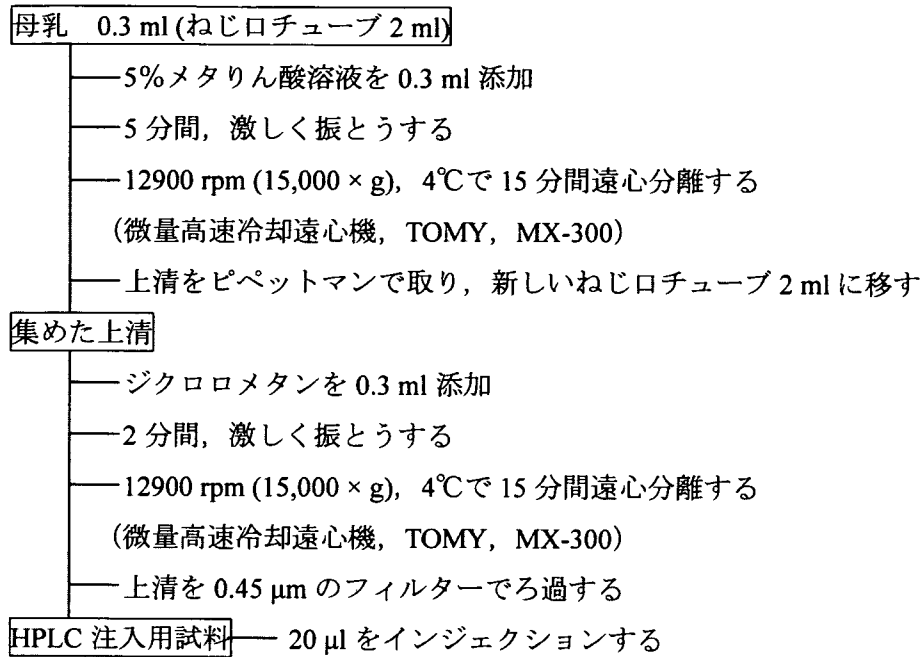 母乳　0.3 ml (ねじ口チューブ 2 ml)
5%メタりん酸溶液を 0.3 ml 添加
5 分間，激しく振とうする
12900 rpm (15,000 × g)，4℃で 15 分間遠心分離する
（微量高速冷却遠心機，TOMY，MX-300）
上清をピペットマンで取り，新しいねじ口チューブ 2 ml に移す
集めた上清
ジクロロメタンを 0.3 ml 添加
2 分間，激しく振とうする
12900 rpm (15,000 × g)，4℃で 15 分間遠心分離する
（微量高速冷却遠心機，TOMY，MX-300）
上清を 0.45 μm のフィルターでろ過する
HPLC 注入用試料 20 μl をインジェクションする